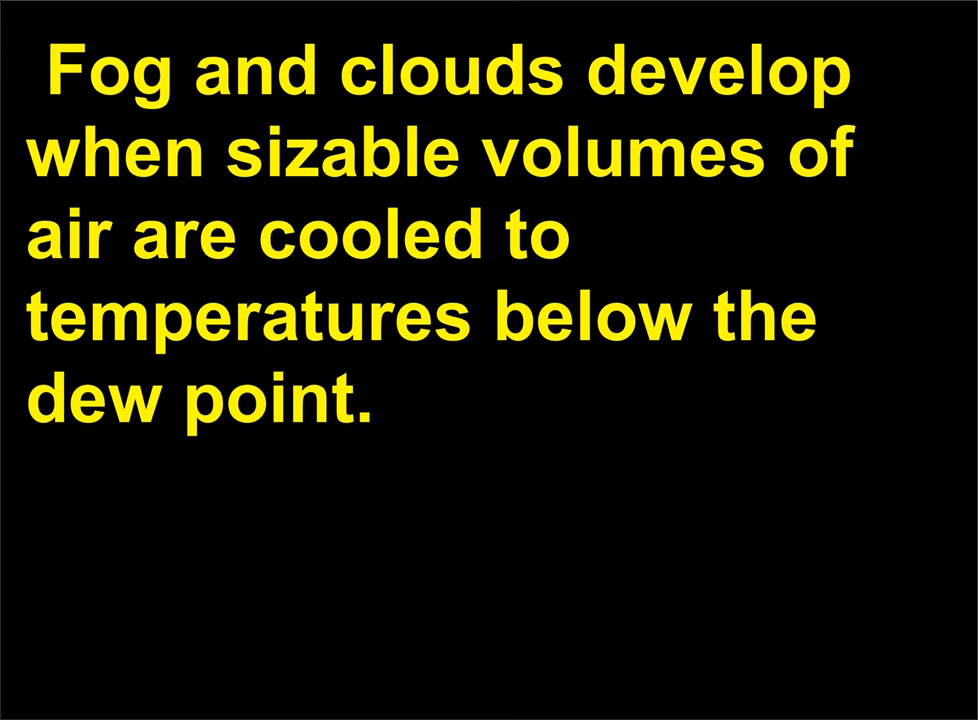 Fog and clouds develop
when sizable volumes of
air are cooled to
temperatures below the
dew point.